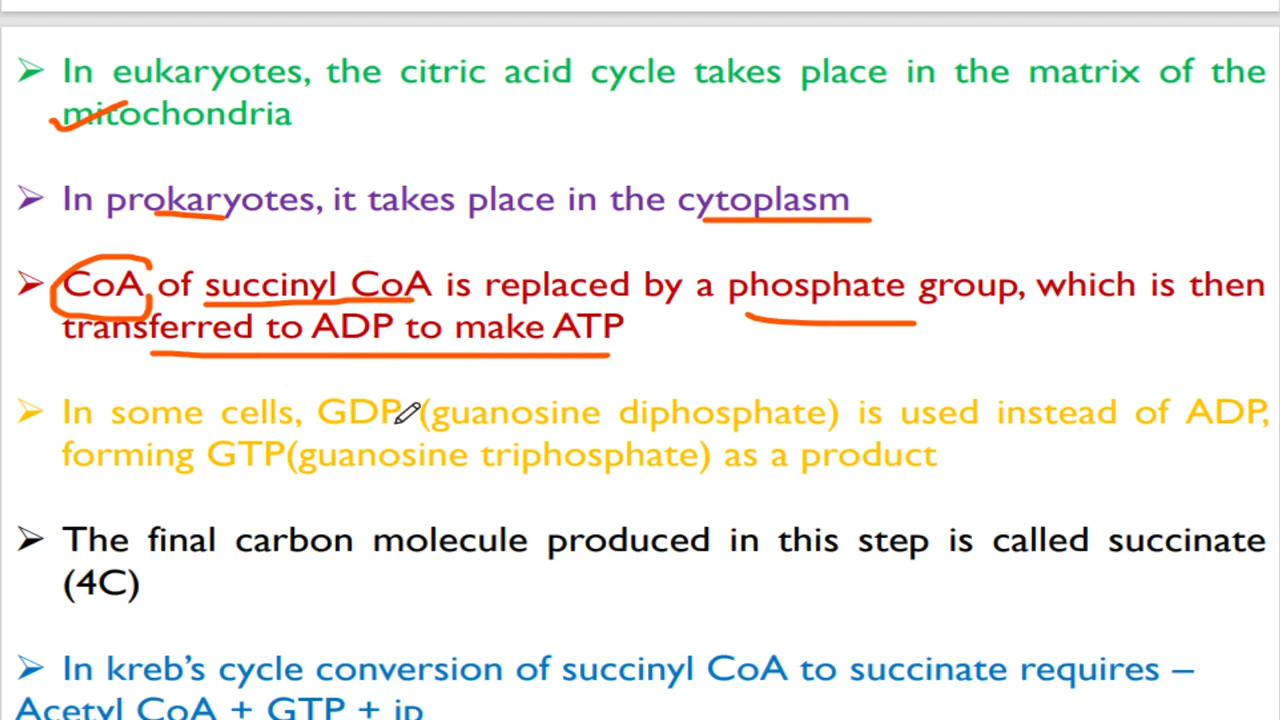 ➢ In eukaryotes, the citric acid cycle takes place in the matrix of the
mitochondria
➢ In prokaryotes, it takes place in the cytoplasm
➢ CoA of succinyl CoA is replaced by a phosphate group, which is then
transferred to ADP to make ATP
➢ In some cells, GDP (guanosine diphosphate) is used instead of ADP,
forming GTP(guanosine triphosphate) as a product
➢ The final carbon molecule produced in this step is called succinate
(4C)
➢ In kreb's cycle conversion of succinyl CoA to succinate requires –
Acetyl CoA + GTP + ip